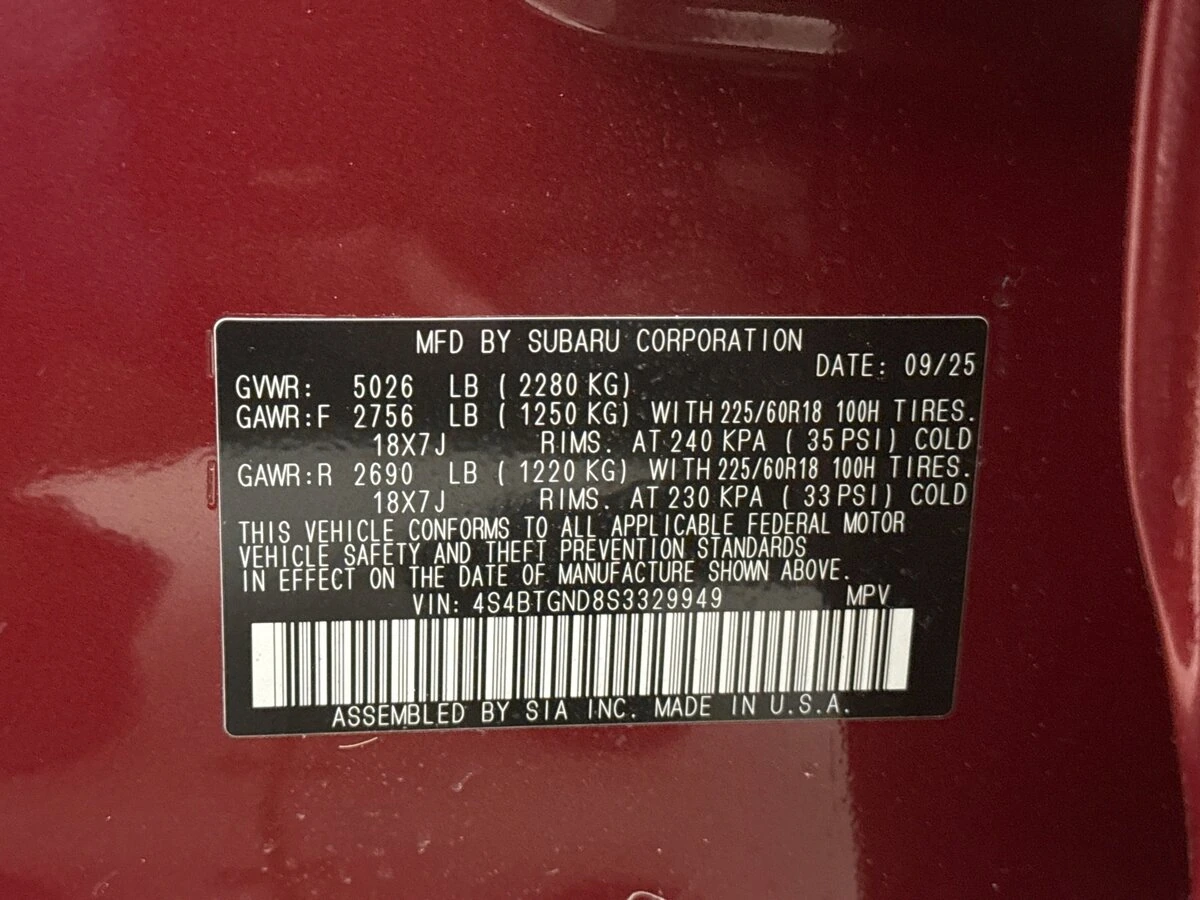 MFD BY SUBARU CORPORATION
DATE: 09/25
GVWR: 5026 LB ( 2280 KG)
GAWR:F 2756 LB ( 1250 KG) WITH 225/60R18 100H TIRES.
18X7J RIMS. AT 240 KPA ( 35 PSI) COLD
GAWR:R 2690 LB ( 1220 KG) WITH 225/60R18 100H TIRES.
18X7J RIMS. AT 230 KPA ( 33 PSI) COLD
THIS VEHICLE CONFORMS TO ALL APPLICABLE FEDERAL MOTOR
VEHICLE SAFETY AND THEFT PREVENTION STANDARDS
IN EFFECT ON THE DATE OF MANUFACTURE SHOWN ABOVE.
VIN: 4S4BTGND8S3329949 MPV
ASSEMBLED BY SIA INC. MADE IN U.S.A.